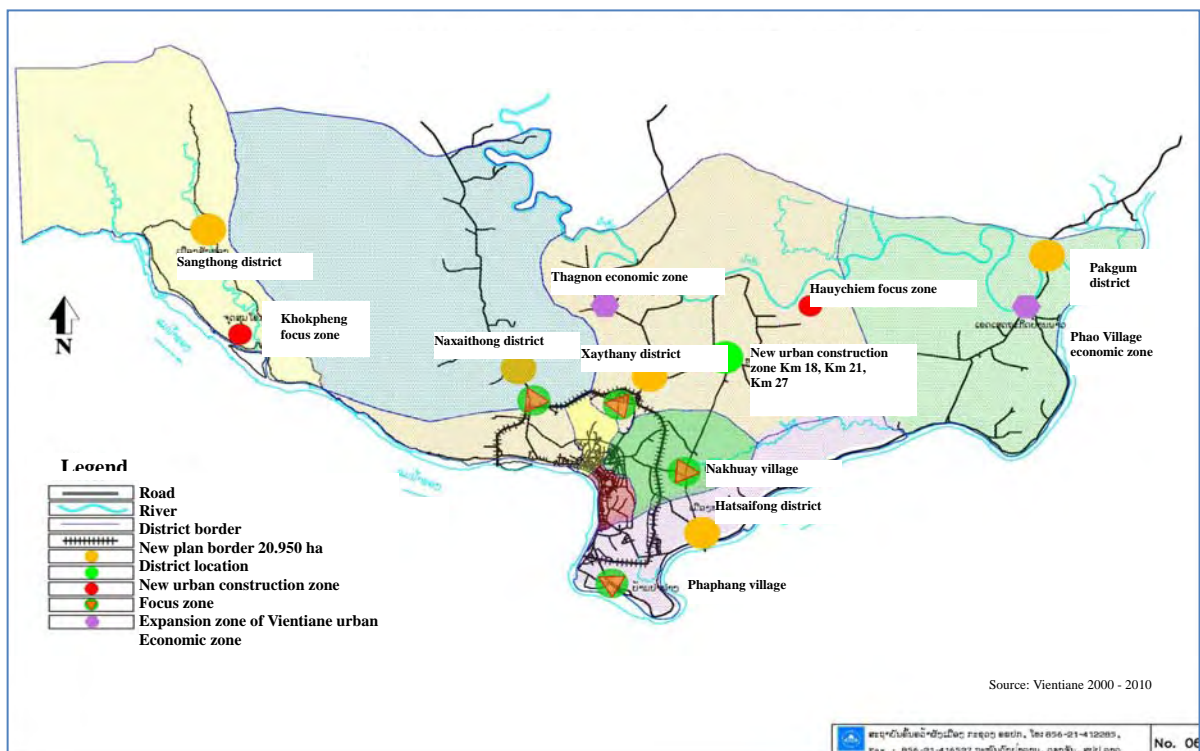 Sangthong district
Khokpheng
focus zone
Thagnon economic zone
Hauychiem focus zone
Pakgum
district
Phao Village
economic zone
Naxaithong district
Xaythany district
New urban construction
zone Km 18, Km 21,
Km 27
N
Nakhuay village
Hatsaifong district
Phaphang village
Legend
Road
River
District border
New plan border 20.950 ha
District location
New urban construction zone
Focus zone
Expansion zone of Vientiane urban
Economic zone
Source: Vientiane 2000 - 2010
No. 06